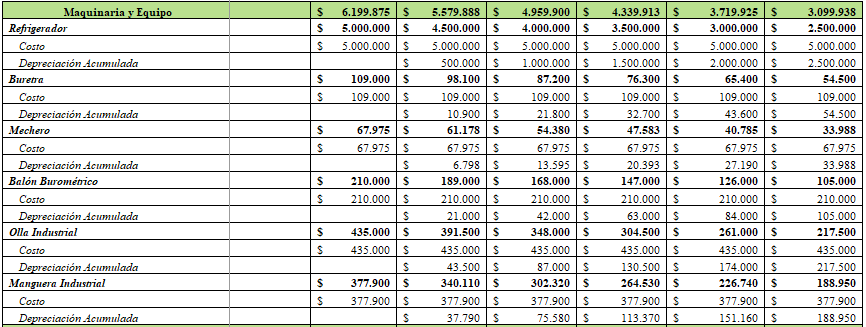 Maquinaria y Equipo $ 6.199.875 $ 5.579.888 $ 4.959.900 $ 4.339.913 $ 3.719.925 $ 3.099.938
Refrigerador $ 5.000.000 $ 4.500.000 $ 4.000.000 $ 3.500.000 $ 3.000.000 $ 2.500.000
Costo $ 5.000.000 $ 5.000.000 $ 5.000.000 $ 5.000.000 $ 5.000.000 $ 5.000.000
Depreciación Acumulada $ 500.000 $ 1.000.000 $ 1.500.000 $ 2.000.000 $ 2.500.000
Buretra $ 109.000 $ 98.100 $ 87.200 $ 76.300 $ 65.400 $ 54.500
Costo $ 109.000 $ 109.000 $ 109.000 $ 109.000 $ 109.000 $ 109.000
Depreciación Acumulada $ 10.900 $ 21.800 $ 32.700 $ 43.600 $ 54.500
Mechero $ 67.975 $ 61.178 $ 54.380 $ 47.583 $ 40.785 $ 33.988
Costo $ 67.975 $ 67.975 $ 67.975 $ 67.975 $ 67.975 $ 67.975
Depreciación Acumulada $ 6.798 $ 13.595 $ 20.393 $ 27.190 $ 33.988
Balón Burométrico $ 210.000 $ 189.000 $ 168.000 $ 147.000 $ 126.000 $ 105.000
Costo $ 210.000 $ 210.000 $ 210.000 $ 210.000 $ 210.000 $ 210.000
Depreciación Acumulada $ 21.000 $ 42.000 $ 63.000 $ 84.000 $ 105.000
Olla Industrial $ 435.000 $ 391.500 $ 348.000 $ 304.500 $ 261.000 $ 217.500
Costo $ 435.000 $ 435.000 $ 435.000 $ 435.000 $ 435.000 $ 435.000
Depreciación Acumulada $ 43.500 $ 87.000 $ 130.500 $ 174.000 $ 217.500
Manguera Industrial $ 377.900 $ 340.110 $ 302.320 $ 264.530 $ 226.740 $ 188.950
Costo $ 377.900 $ 377.900 $ 377.900 $ 377.900 $ 377.900 $ 377.900
Depreciación Acumulada $ 37.790 $ 75.580 $ 113.370 $ 151.160 $ 188.950